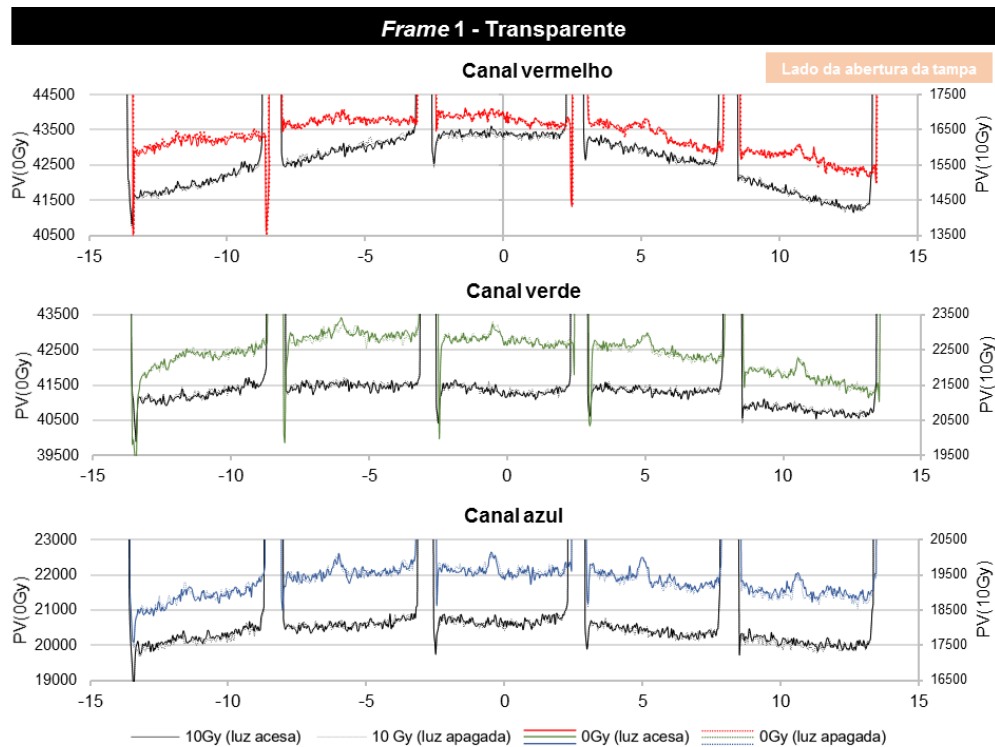 Frame 1 - Transparente
Lado da abertura da tampa
Canal vermelho
PV(0Gy)
44500
43500
42500
41500
40500
17500
16500
15500
14500
13500
PV(10Gy)
-15 -10 -5 0 5 10 15
Canal verde
PV(0Gy)
43500
42500
41500
40500
39500
23500
22500
21500
20500
19500
PV(10Gy)
-15 -10 -5 0 5 10 15
Canal azul
PV(0Gy)
23000
22000
21000
20000
19000
20500
19500
18500
17500
16500
PV(10Gy)
-15 -10 -5 0 5 10 15
10Gy (luz acesa) 10 Gy (luz apagada) 0Gy (luz acesa) 0Gy (luz apagada)